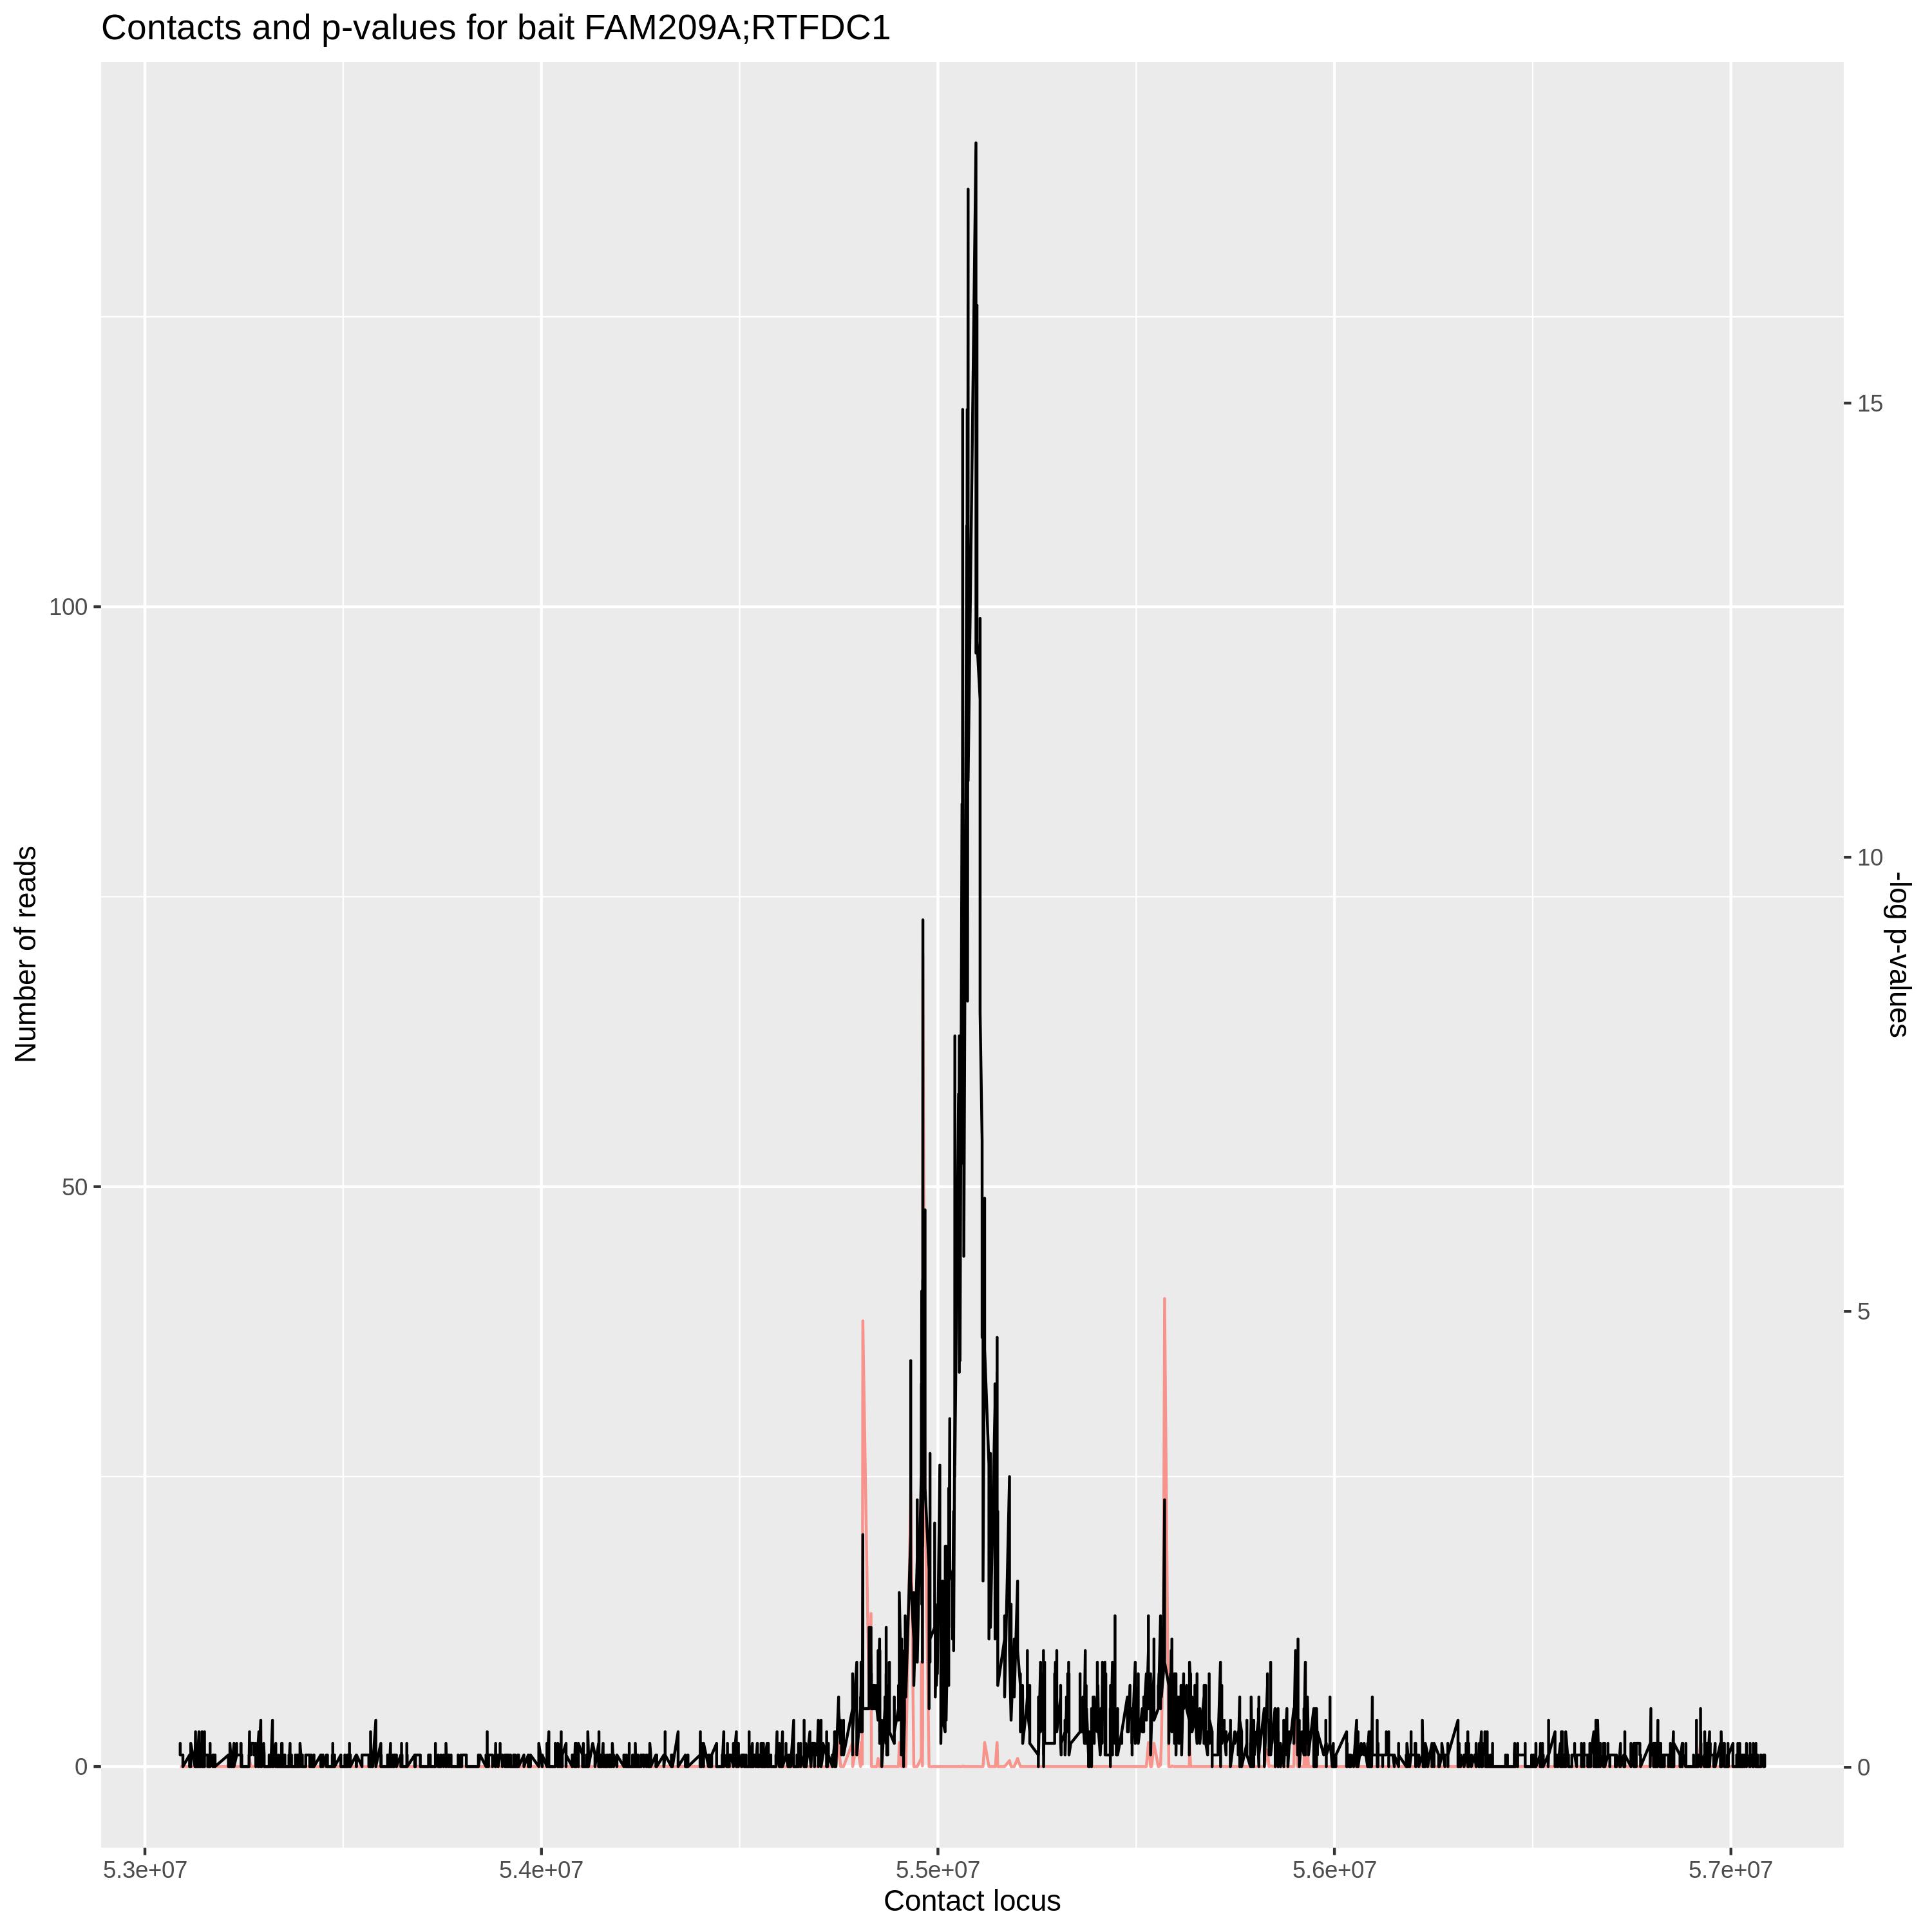 Contacts and p-values for bait FAM209A;RTFDC1
Number of reads
100
50
0
15
10
5
0
-log p-values
5.3e+07
5.4e+07
5.5e+07
5.6e+07
5.7e+07
Contact locus